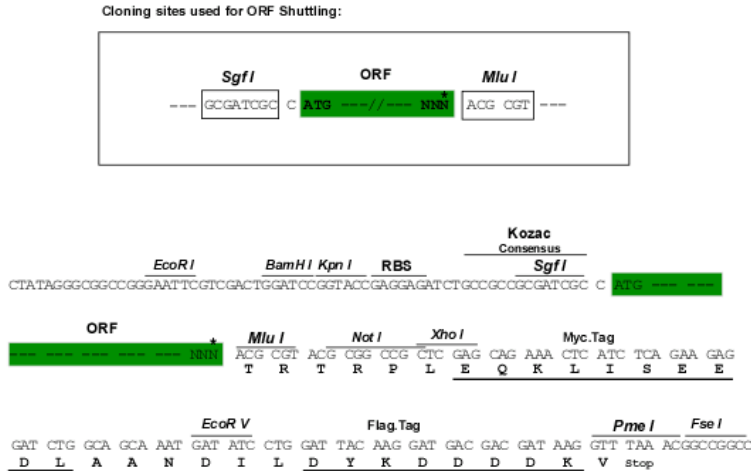 Cloning sites used for ORF Shuttling:
Sgf I ORF Mlu I
--- GCGATCGC C ATG ---//--- NNN* ACG CGT ---
Kozac
Consensus
EcoR I BamH I Kpn I RBS Sgf I
CTATAGGGCGGCCGGGAATTCGTCGACTGGATCCGGTACCGAGGAGATCTGCCGCCGCGATCGC C ATG --- ---
ORF Mlu I Not I Xho I Myc.Tag
--- --- --- --- --- NNN* ACG CGT ACG CGG CCG CTC GAG CAG AAA CTC ATC TCA GAA GAG
T R T R P L E Q K L I S E E
EcoR V Flag.Tag Pme I Fse I
GAT CTG GCA GCA AAT GAT ATC CTG GAT TAC AAG GAT GAC GAC GAT AAG GTT TAA ACGGCCGGCC
D L A A N D I L D Y K D D D D K V Stop